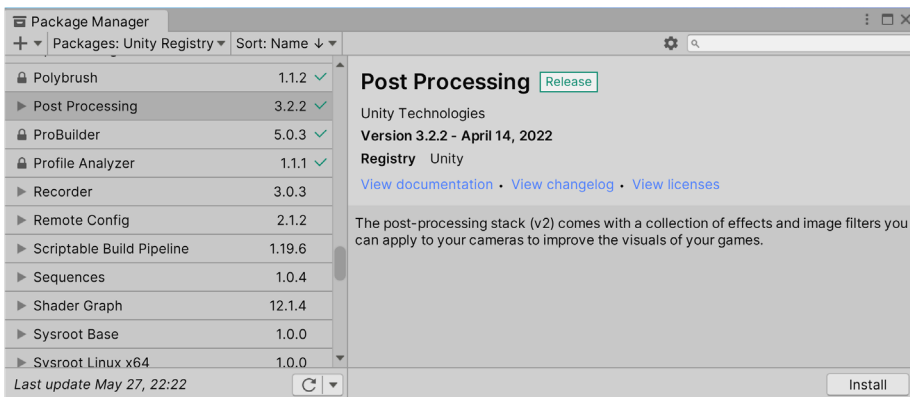 Package Manager
Packages: Unity Registry Sort: Name
Polybrush 1.1.2
Post Processing 3.2.2
ProBuilder 5.0.3
Profile Analyzer 1.1.1
Recorder 3.0.3
Remote Config 2.1.2
Scriptable Build Pipeline 1.19.6
Sequences 1.0.4
Shader Graph 12.1.4
Sysroot Base 1.0.0
Sysroot Linux x64 1.0.0
Last update May 27, 22:22
Post Processing Release
Unity Technologies
Version 3.2.2 - April 14, 2022
Registry Unity
View documentation • View changelog • View licenses
The post-processing stack (v2) comes with a collection of effects and image filters you
can apply to your cameras to improve the visuals of your games.
Install